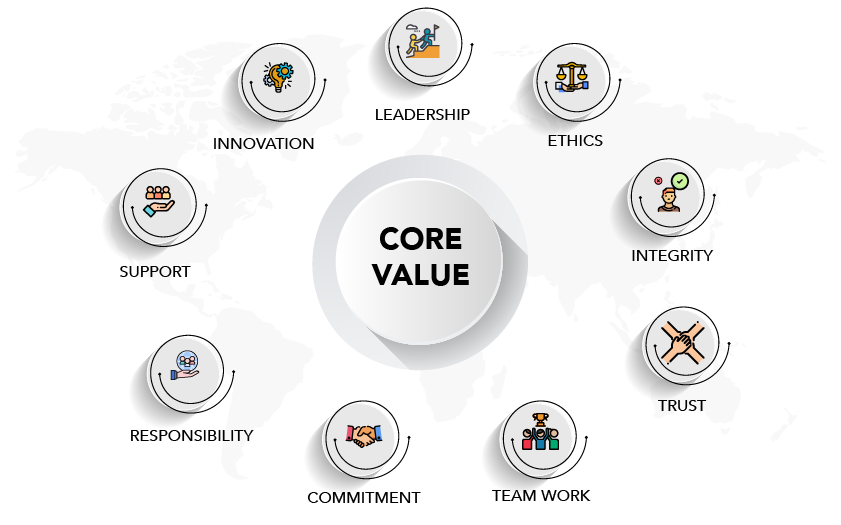 LEADERSHIP
INNOVATION
ETHICS
SUPPORT
CORE
VALUE
INTEGRITY
RESPONSIBILITY
TRUST
COMMITMENT
TEAM WORK